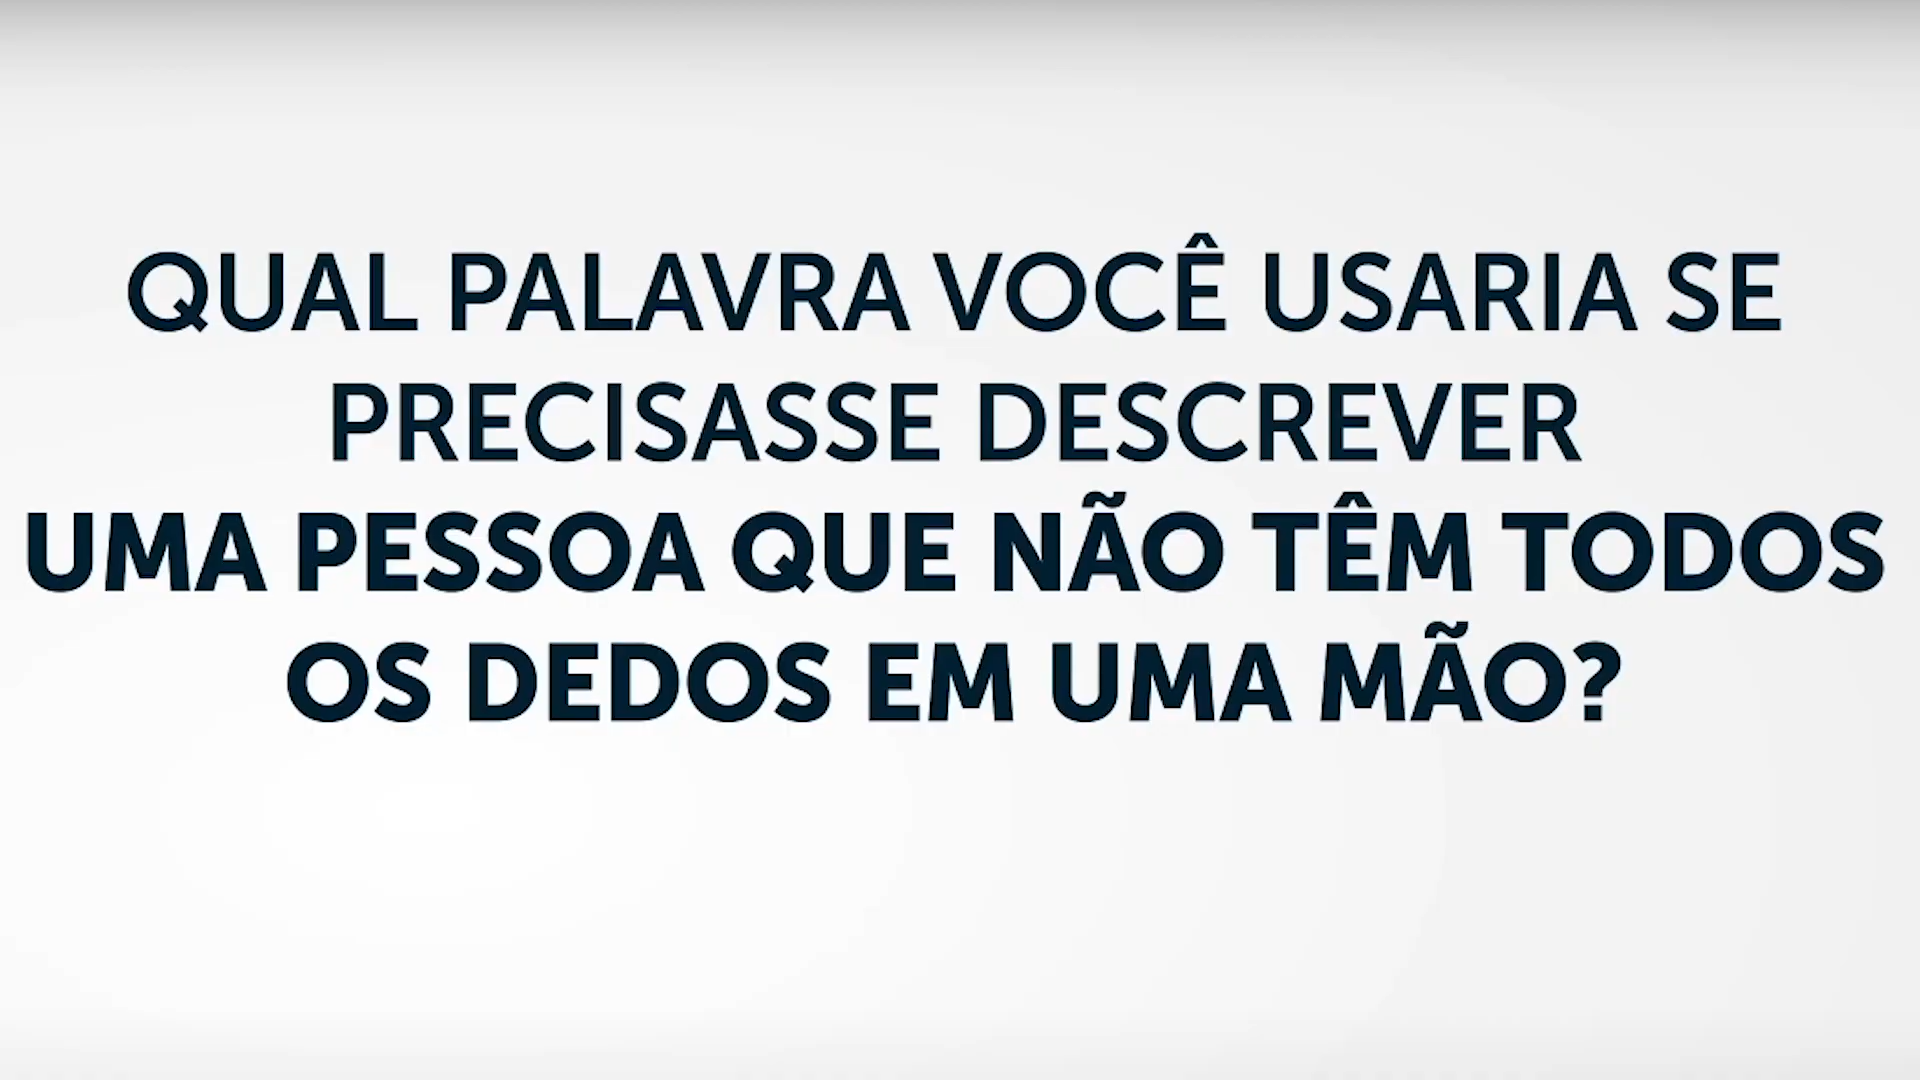 QUAL PALAVRA VOCÊ USARIA SE
PRECISASSE DESCREVER
UMA PESSOA QUE NÃO TÊM TODOS
OS DEDOS EM UMA MÃO?